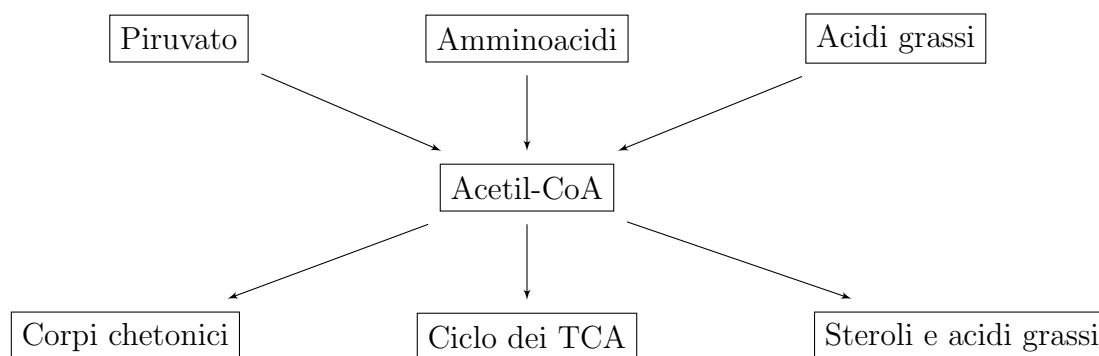 Piruvato
Amminoacidi
Acidi grassi
Acetil-CoA
Corpi chetonici
Ciclo dei TCA
Steroli e acidi grassi